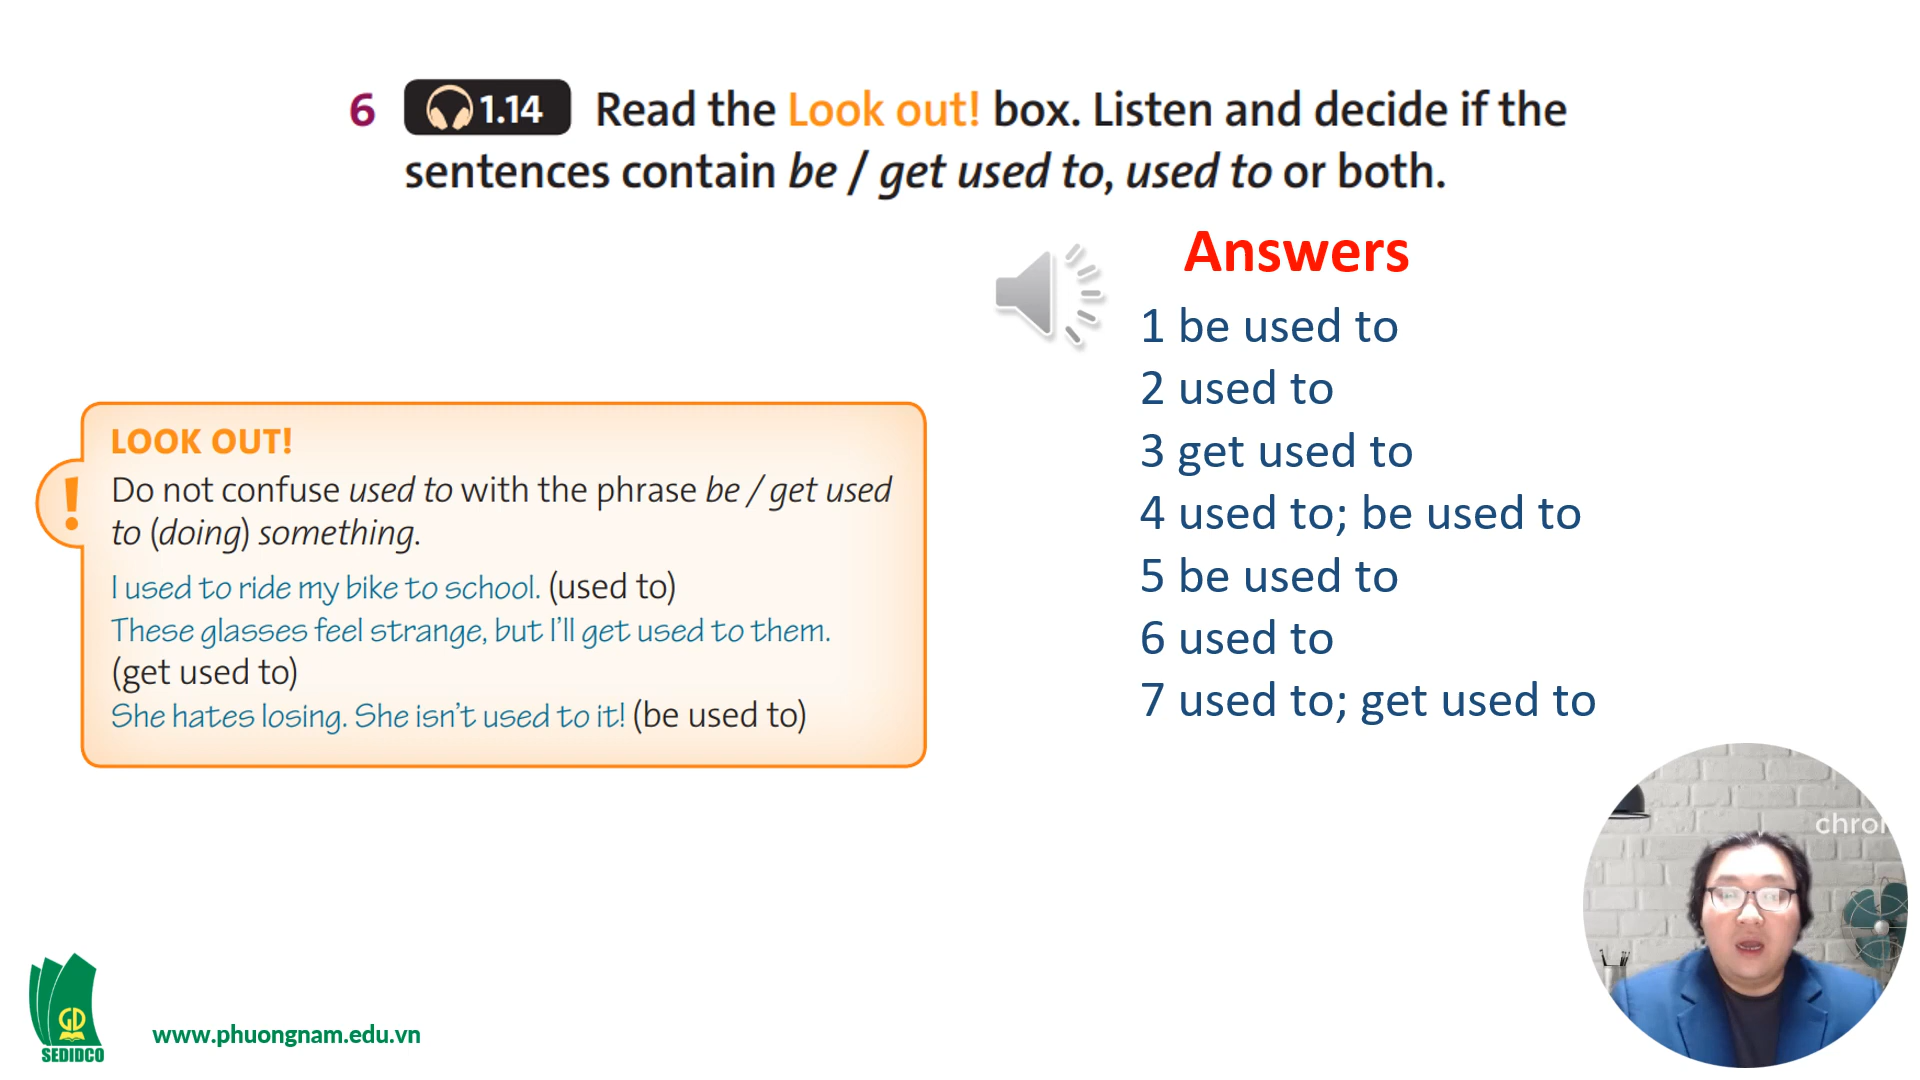 6 1.14 Read the Look out! box. Listen and decide if the
sentences contain be / get used to, used to or both.
Answers
1 be used to
2 used to
3 get used to
4 used to; be used to
5 be used to
6 used to
7 used to; get used to
LOOK OUT!
!
Do not confuse used to with the phrase be / get used
to (doing) something.
I used to ride my bike to school. (used to)
These glasses feel strange, but I'll get used to them.
(get used to)
She hates losing. She isn't used to it! (be used to)
GD
SEDIDCO
www.phuongnam.edu.vn